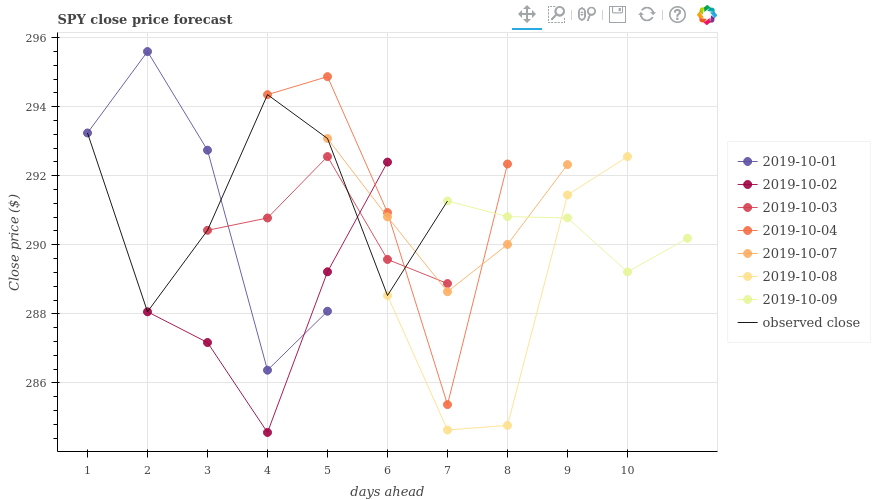 SPY close price forecast
296
294
292
290
288
286
Close price ($)
1 2 3 4 5 6 7 8 9 10
days ahead
2019-10-01
2019-10-02
2019-10-03
2019-10-04
2019-10-07
2019-10-08
2019-10-09
observed close